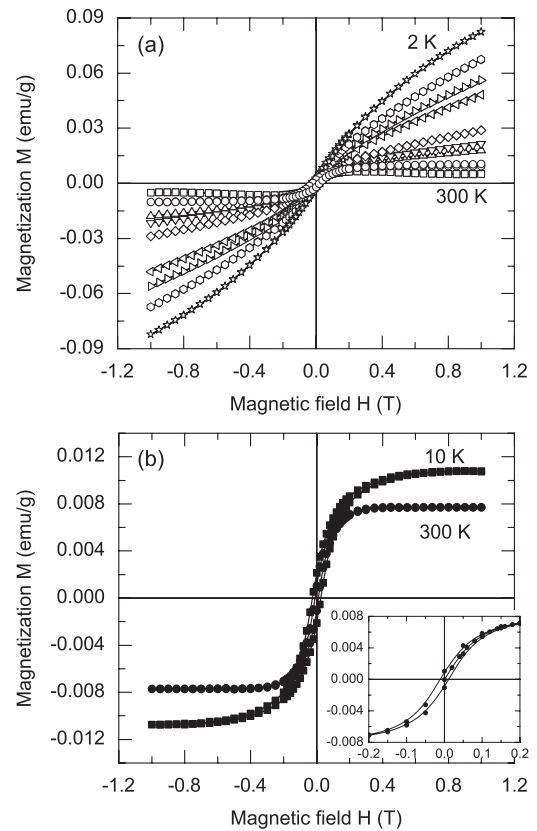 (a)
2 K
300 K
0.09
0.06
0.03
0.00
-0.03
-0.06
-0.09
Magnetization M (emu/g)
-1.2 -0.8 -0.4 0.0 0.4 0.8 1.2
Magnetic field H (T)
(b)
10 K
300 K
0.012
0.008
0.004
0.000
-0.004
-0.008
-0.012
Magnetization M (emu/g)
0.008
0.004
0.000
-0.004
-0.008
-0.2 -0.1 0.0 0.1 0.2
-1.2 -0.8 -0.4 0.0 0.4 0.8 1.2
Magnetic field H (T)